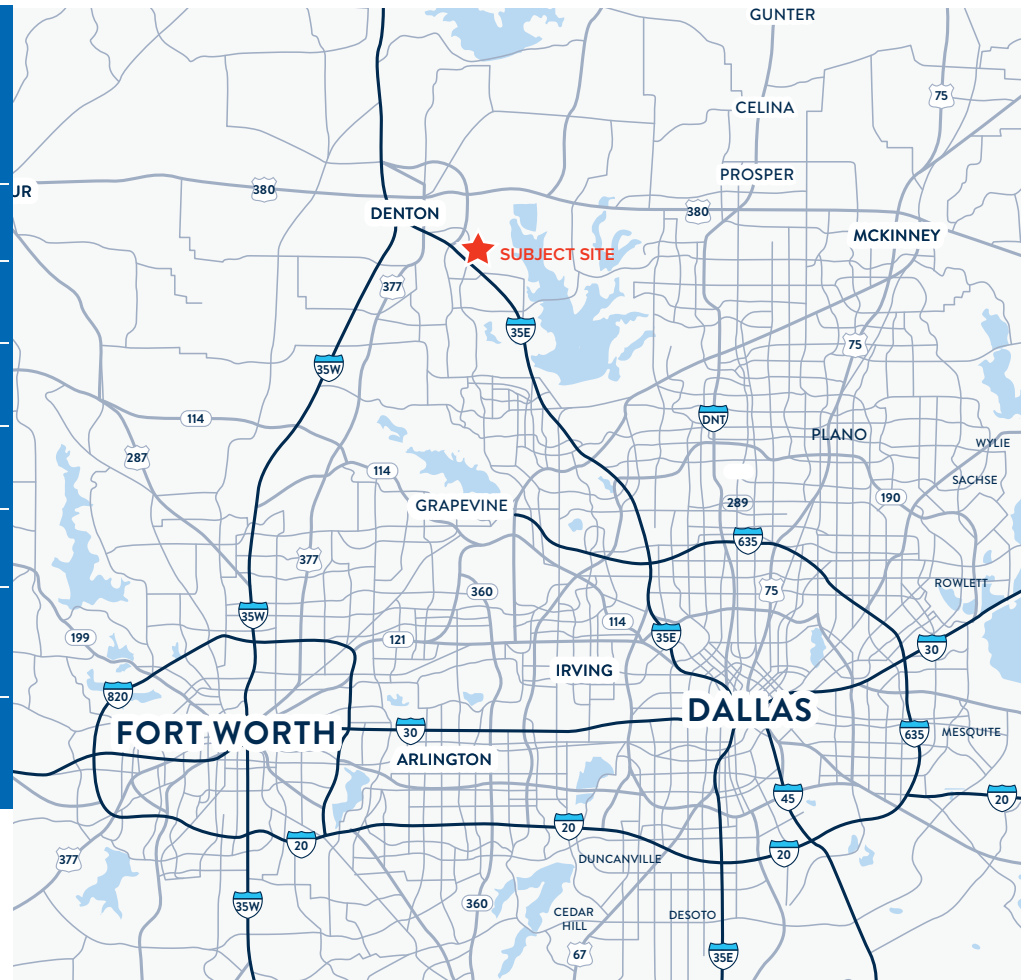 GUNTER
75
CELINA
PROSPER
UR
380
DENTON
380
MCKINNEY
SUBJECT SITE
377
35E
75
35W
114
DNT
PLANO
WYLIE
287
114
SACHSE
190
GRAPEVINE
289
635
377
75
ROWLETT
360
35W
114
199
121
35E
30
IRVING
820
DALLAS
FORT WORTH
30
635
MESQUITE
ARLINGTON
45
20
20
20
20
377
DUNCANVILLE
35W
360
CEDAR
HILL
DESOTO
67
35E